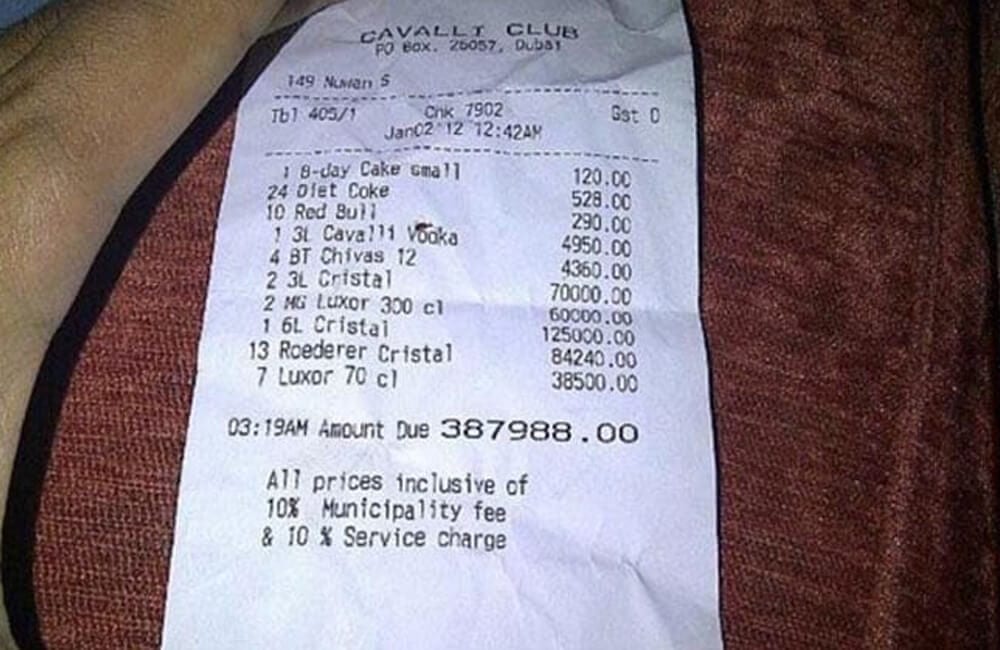 CAVALLI CLUB
PO Box. 26057, Dubai
149 Nuwan S
Tbl 405/1 Chk 7902 Gst 0
Jan02'12 12:42AM
1 B-day Cake small 120.00
24 Diet Coke 528.00
10 Red Bull 290.00
1 3L Cavalli Vodka 4950.00
4 BT Chivas 12 4360.00
2 3L Cristal 70000.00
2 MG Luxor 300 cl 60000.00
1 6L Cristal 125000.00
13 Roederer Cristal 84240.00
7 Luxor 70 cl 38500.00
03:19AM Amount Due 387988.00
All prices inclusive of
10% Municipality fee
& 10 % Service charge